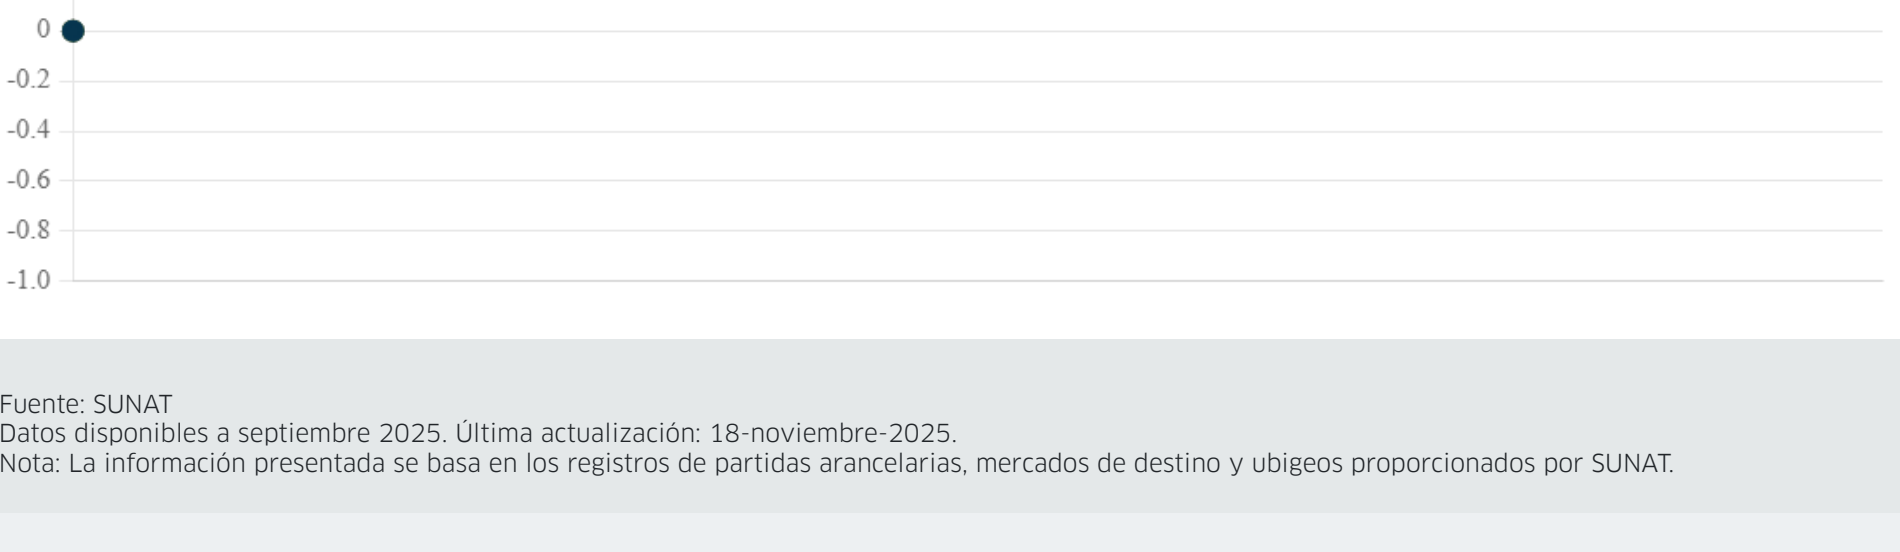 0
-0.2
-0.4
-0.6
-0.8
-1.0
Fuente: SUNAT
Datos disponibles a septiembre 2025. Última actualización: 18-noviembre-2025.
Nota: La información presentada se basa en los registros de partidas arancelarias, mercados de destino y ubigeos proporcionados por SUNAT.